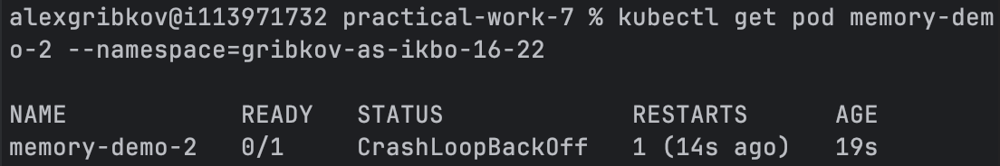 alexgribkov@i113971732 practical-work-7 % kubectl get pod memory-dem
o-2 --namespace=gribkov-as-ikbo-16-22
NAME READY STATUS RESTARTS AGE
memory-demo-2 0/1 CrashLoopBackOff 1 (14s ago) 19s